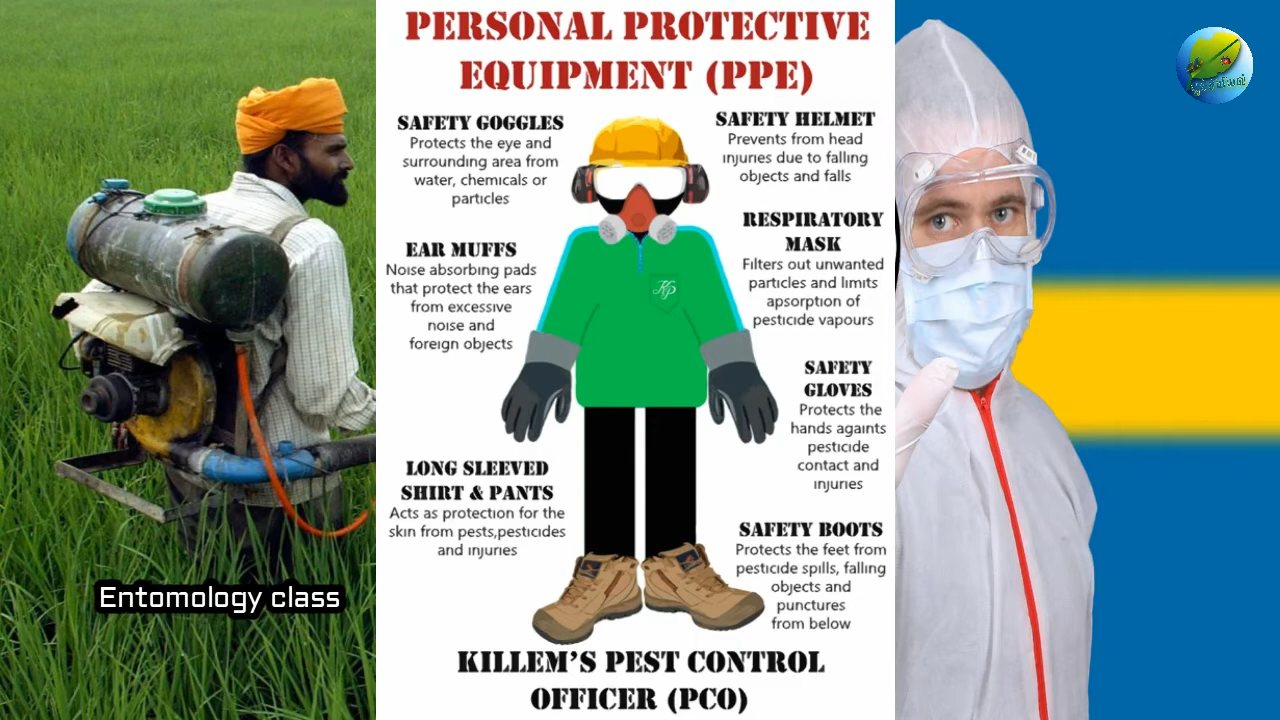 PERSONAL PROTECTIVE
EQUIPMENT (PPE)
SAFETY GOGGLES
Protects the eye and
surrounding area from
water, chemicals or
particles
EAR MUFFS
Noise absorbing pads
that protect the ears
from excessive
noise and
foreign objects
LONG SLEEVED
SHIRT & PANTS
Acts as protection for the
skin from pests,pesticides
and injuries
SAFETY HELMET
Prevents from head
injuries due to falling
objects and falls
RESPIRATORY
MASK
Filters out unwanted
particles and limits
apsorption of
pesticide vapours
SAFETY
GLOVES
Protects the
hands againts
pesticide
contact and
injuries
SAFETY BOOTS
Protects the feet from
pesticide spills, falling
objects and
punctures
from below
KILLEM'S PEST CONTROL
OFFICER (PCO)
Entomology class